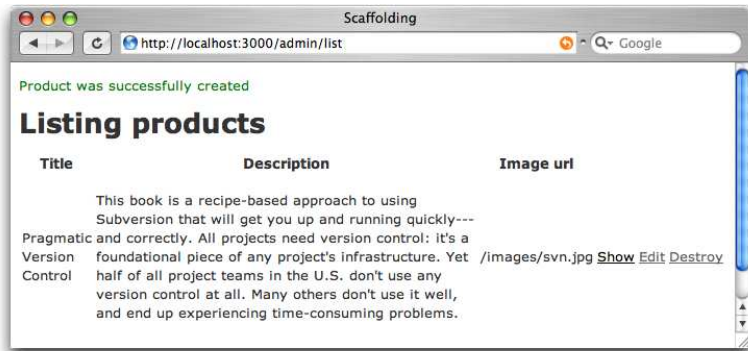 Scaffolding
http://localhost:3000/admin/list
Google
Product was successfully created
Listing products
Title Description Image url
This book is a recipe-based approach to using
Subversion that will get you up and running quickly---
Pragmatic and correctly. All projects need version control: it's a
Version foundational piece of any project's infrastructure. Yet /images/svn.jpg Show Edit Destroy
Control half of all project teams in the U.S. don't use any
version control at all. Many others don't use it well,
and end up experiencing time-consuming problems.